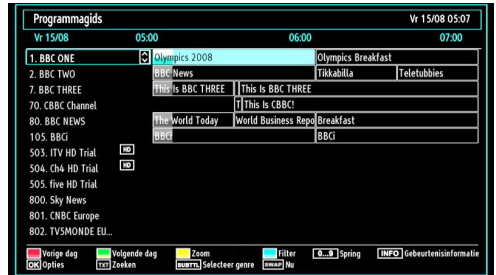 Programmagids Vr 15/08 05:07
Vr 15/08 05:00 06:00 07:00
1. BBC ONE Olympics 2008 Olympics Breakfast
2. BBC TWO BBC News Tikkabilla Teletubbies
7. BBC THREE This Is BBC THREE This Is BBC THREE
70. CBBC Channel T This Is CBBC!
80. BBC NEWS The World Today World Business Repo Breakfast
105. BBCi BBCi BBCi
503. ITV HD Trial HD
504. Ch4 HD Trial HD
505. five HD Trial
800. Sky News
801. CNBC Europe
802. TV5MONDE EU...
Vorige dag Volgende dag Zoom Filter 0...9 Spring INFO Gebeurtenisinformatie
OK Opties TXT Zoeken SUBTTL Selecteer genre SWAP Nu